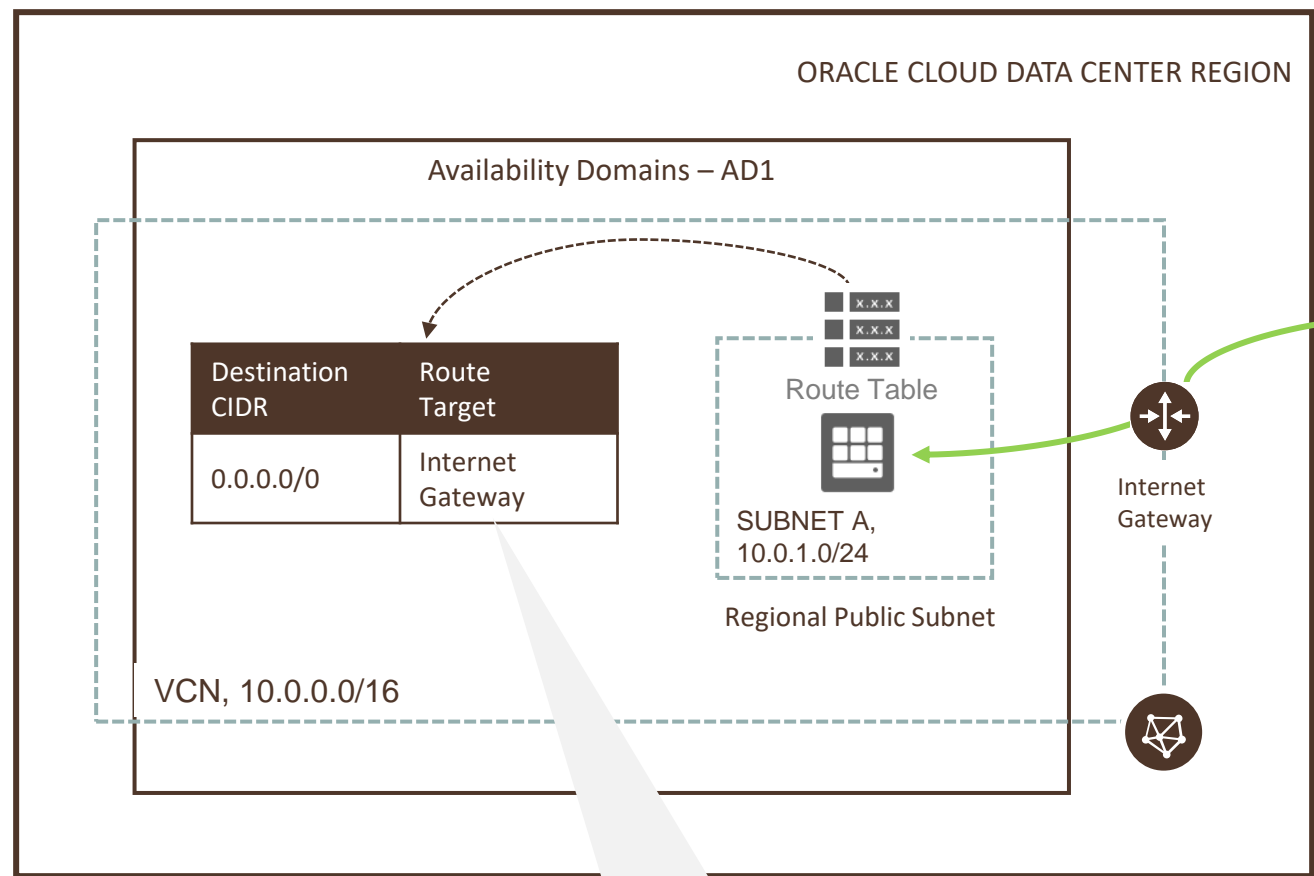 ORACLE CLOUD DATA CENTER REGION
Availability Domains – AD1
Destination
CIDR
Route
Target
0.0.0.0/0
Internet
Gateway
x.x.x
x.x.x
x.x.x
Route Table
SUBNET A,
10.0.1.0/24
Regional Public Subnet
Internet
Gateway
VCN, 10.0.0.0/16